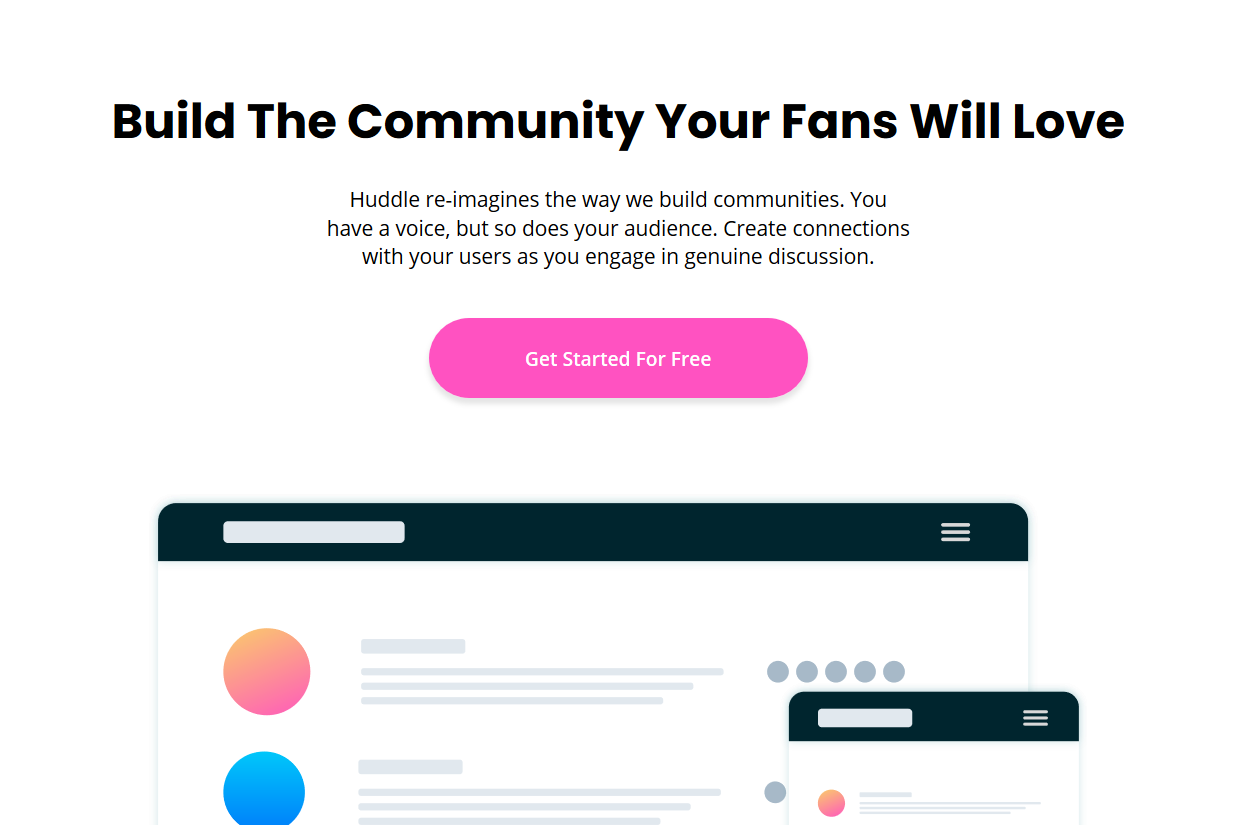 Build The Community Your Fans Will Love
Huddle re-imagines the way we build communities. You
have a voice, but so does your audience. Create connections
with your users as you engage in genuine discussion.
Get Started For Free